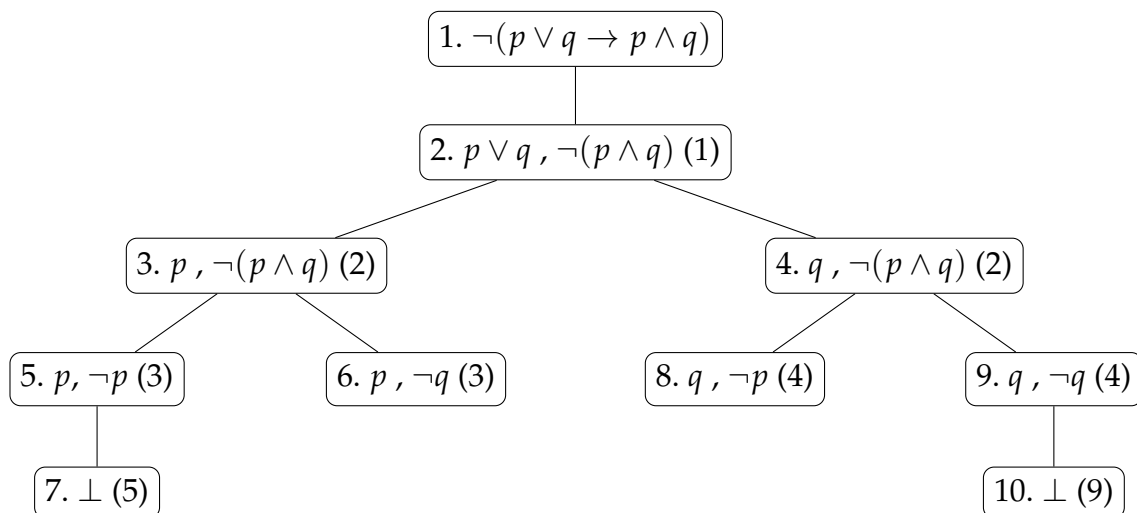 1. ¬(p ∨ q → p ∧ q)
2. p ∨ q , ¬(p ∧ q) (1)
3. p , ¬(p ∧ q) (2)
4. q , ¬(p ∧ q) (2)
5. p, ¬p (3)
6. p , ¬q (3)
8. q , ¬p (4)
9. q , ¬q (4)
7. ⊥ (5)
10. ⊥ (9)